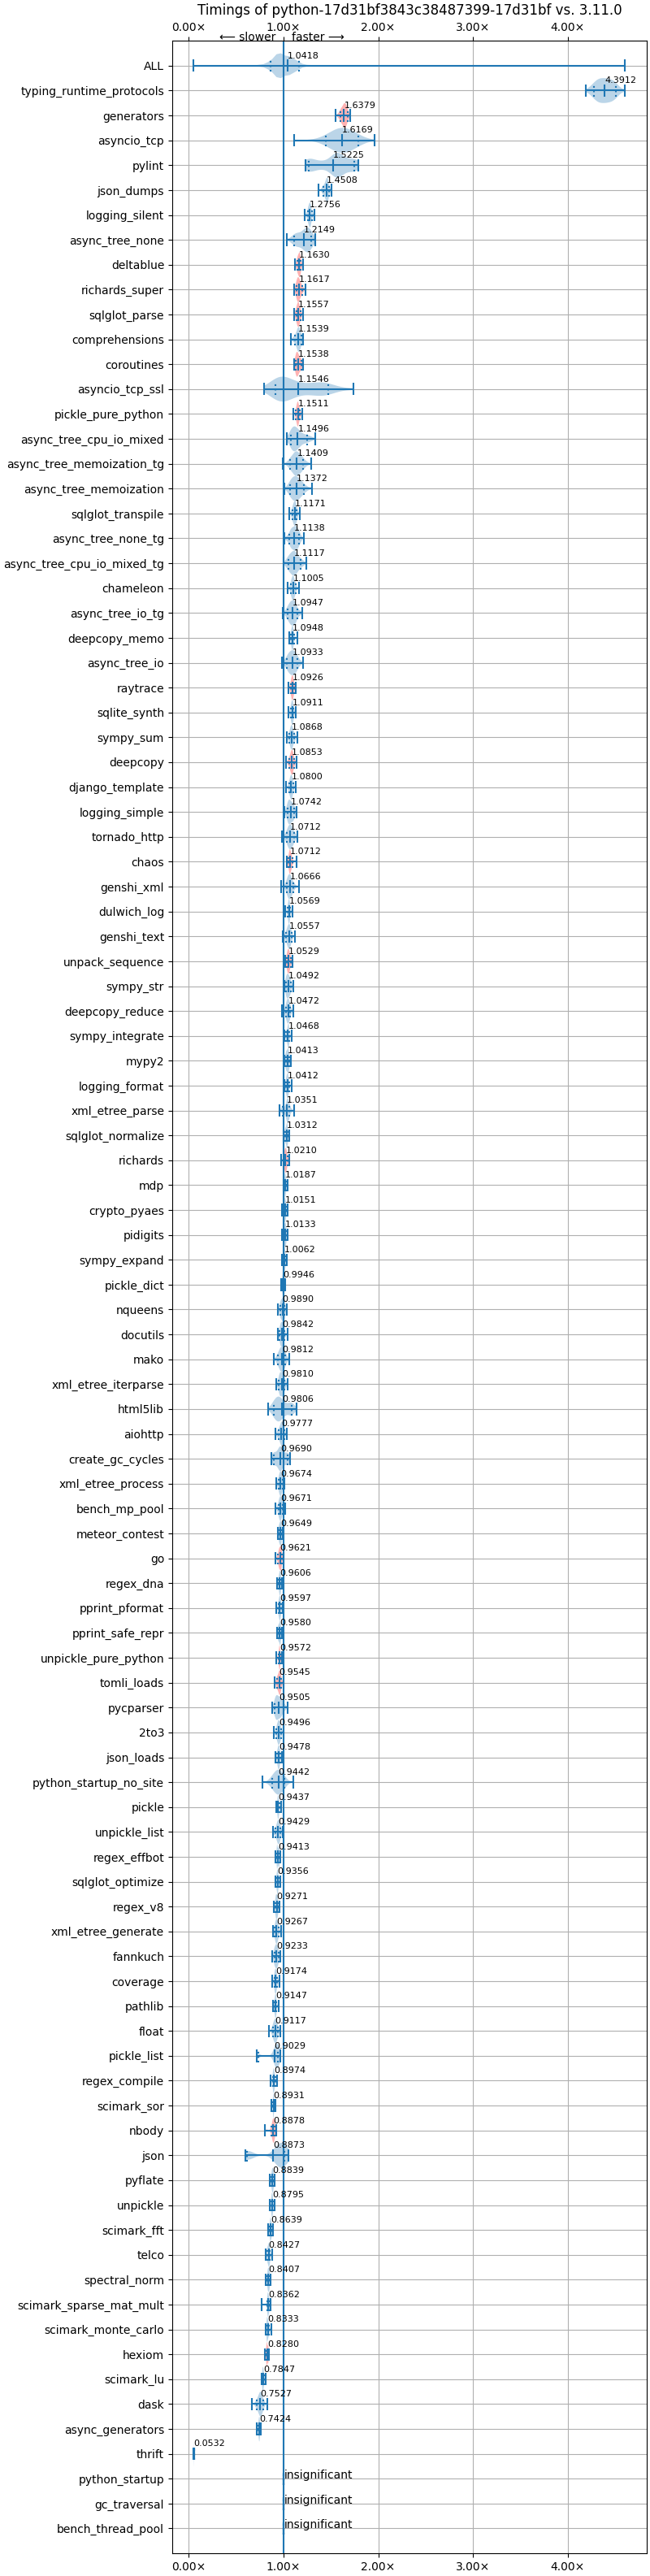 Timings of python-17d31bf3843c38487399-17d31bf vs. 3.11.0
0.00× 1.00× 2.00× 3.00× 4.00×
⟵ slower faster ⟶
ALL 1.0418
typing_runtime_protocols 4.3912
generators 1.6379
asyncio_tcp 1.6169
pylint 1.5225
json_dumps 1.4508
logging_silent 1.2756
async_tree_none 1.2149
deltablue 1.1630
richards_super 1.1617
sqlglot_parse 1.1557
comprehensions 1.1539
coroutines 1.1538
asyncio_tcp_ssl 1.1546
pickle_pure_python 1.1511
async_tree_cpu_io_mixed 1.1496
async_tree_memoization_tg 1.1409
async_tree_memoization 1.1372
sqlglot_transpile 1.1171
async_tree_none_tg 1.1138
async_tree_cpu_io_mixed_tg 1.1117
chameleon 1.1005
async_tree_io_tg 1.0947
deepcopy_memo 1.0948
async_tree_io 1.0933
raytrace 1.0926
sqlite_synth 1.0911
sympy_sum 1.0868
deepcopy 1.0853
django_template 1.0800
logging_simple 1.0742
tornado_http 1.0712
chaos 1.0712
genshi_xml 1.0666
dulwich_log 1.0569
genshi_text 1.0557
unpack_sequence 1.0529
sympy_str 1.0492
deepcopy_reduce 1.0472
sympy_integrate 1.0468
mypy2 1.0413
logging_format 1.0412
xml_etree_parse 1.0351
sqlglot_normalize 1.0312
richards 1.0210
mdp 1.0187
crypto_pyaes 1.0151
pidigits 1.0133
sympy_expand 1.0062
pickle_dict 0.9946
nqueens 0.9890
docutils 0.9842
mako 0.9812
xml_etree_iterparse 0.9810
html5lib 0.9806
aiohttp 0.9777
create_gc_cycles 0.9690
xml_etree_process 0.9674
bench_mp_pool 0.9671
meteor_contest 0.9649
go 0.9621
regex_dna 0.9606
pprint_pformat 0.9597
pprint_safe_repr 0.9580
unpickle_pure_python 0.9572
tomli_loads 0.9545
pycparser 0.9505
2to3 0.9496
json_loads 0.9478
python_startup_no_site 0.9442
pickle 0.9437
unpickle_list 0.9429
regex_effbot 0.9413
sqlglot_optimize 0.9356
regex_v8 0.9271
xml_etree_generate 0.9267
fannkuch 0.9233
coverage 0.9174
pathlib 0.9147
float 0.9117
pickle_list 0.9029
regex_compile 0.8974
scimark_sor 0.8931
nbody 0.8878
json 0.8873
pyflate 0.8839
unpickle 0.8795
scimark_fft 0.8639
telco 0.8427
spectral_norm 0.8407
scimark_sparse_mat_mult 0.8362
scimark_monte_carlo 0.8333
hexiom 0.8280
scimark_lu 0.7847
dask 0.7527
async_generators 0.7424
thrift 0.0532
python_startup insignificant
gc_traversal insignificant
bench_thread_pool insignificant
0.00× 1.00× 2.00× 3.00× 4.00×